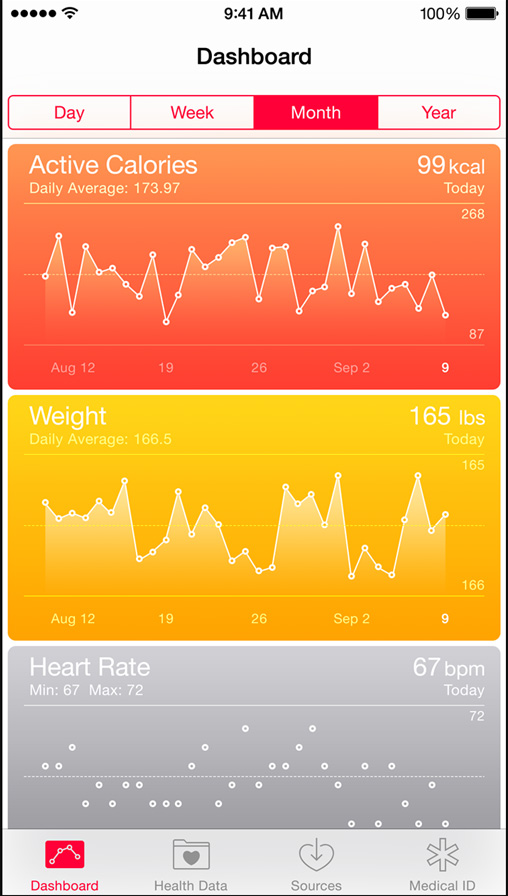 9:41 AM 100%
Dashboard
Day Week Month Year
Active Calories 99 kcal
Daily Average: 173.97 Today
268
87
Aug 12 19 26 Sep 2 9
Weight 165 lbs
Daily Average: 166.5 Today
165
166
Aug 12 19 26 Sep 2 9
Heart Rate 67 bpm
Min: 67 Max: 72 Today
72
Dashboard Health Data Sources Medical ID